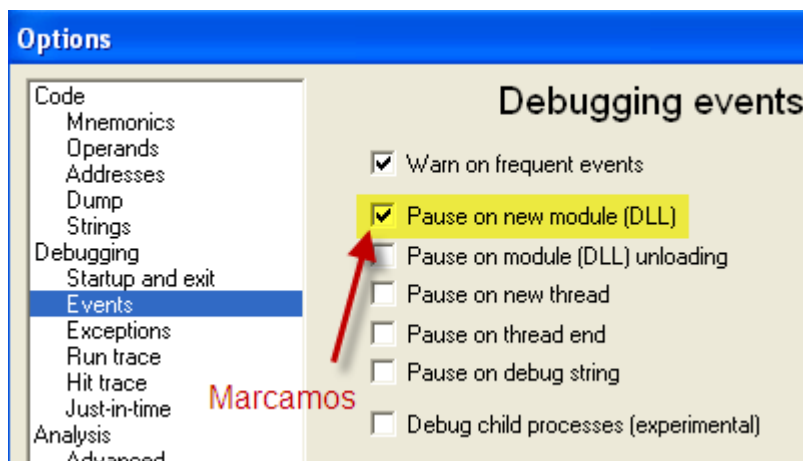 Options
Code
Mnemonics
Operands
Addresses
Dump
Strings
Debugging
Startup and exit
Events
Exceptions
Run trace
Hit trace
Just-in-time
Analysis
Advanced
Debugging events
Warn on frequent events
Pause on new module (DLL)
Pause on module (DLL) unloading
Pause on new thread
Pause on thread end
Pause on debug string
Debug child processes (experimental)
Marcamos